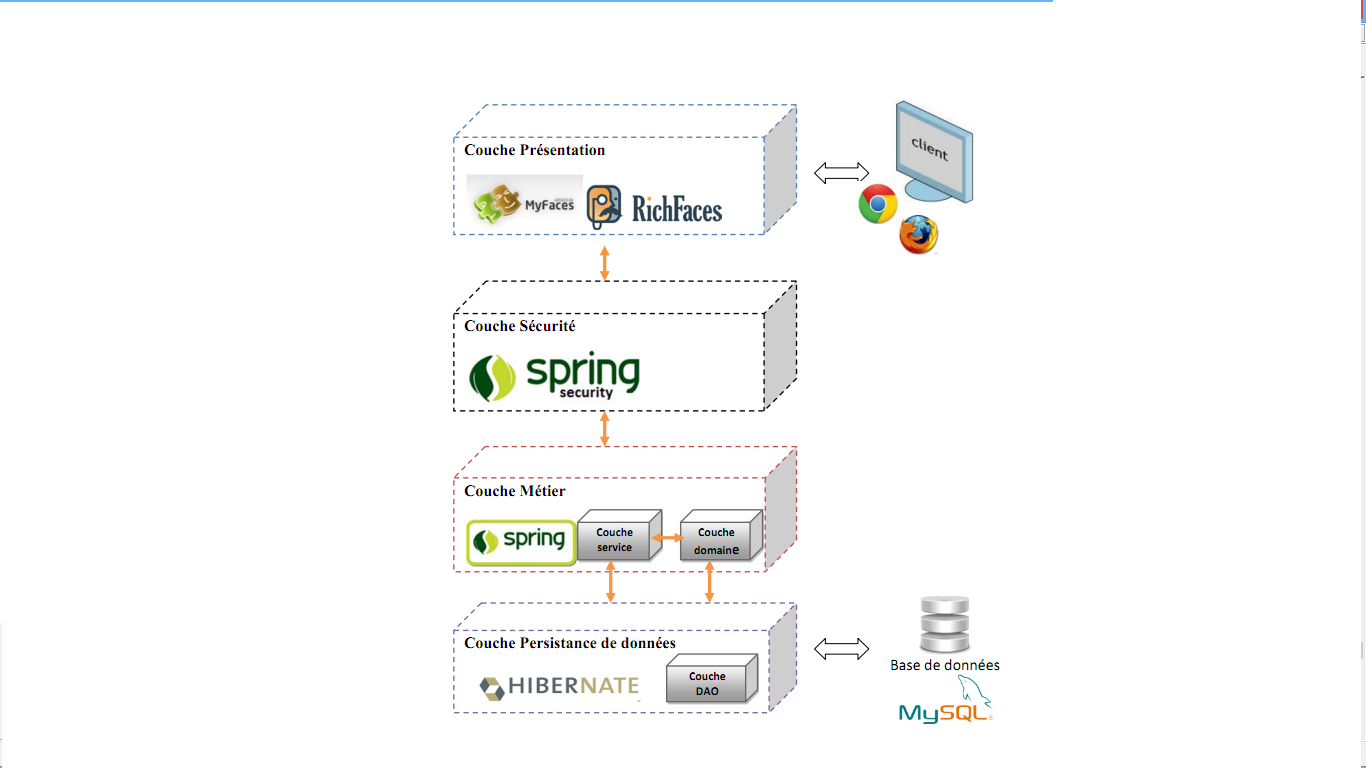 Couche Présentation
MyFaces
RichFaces
client
Couche Sécurité
spring
security
Couche Métier
spring
Couche
service
Couche
domaine
Couche Persistance de données
HIBERNATE
Couche
DAO
Base de données
MySQL